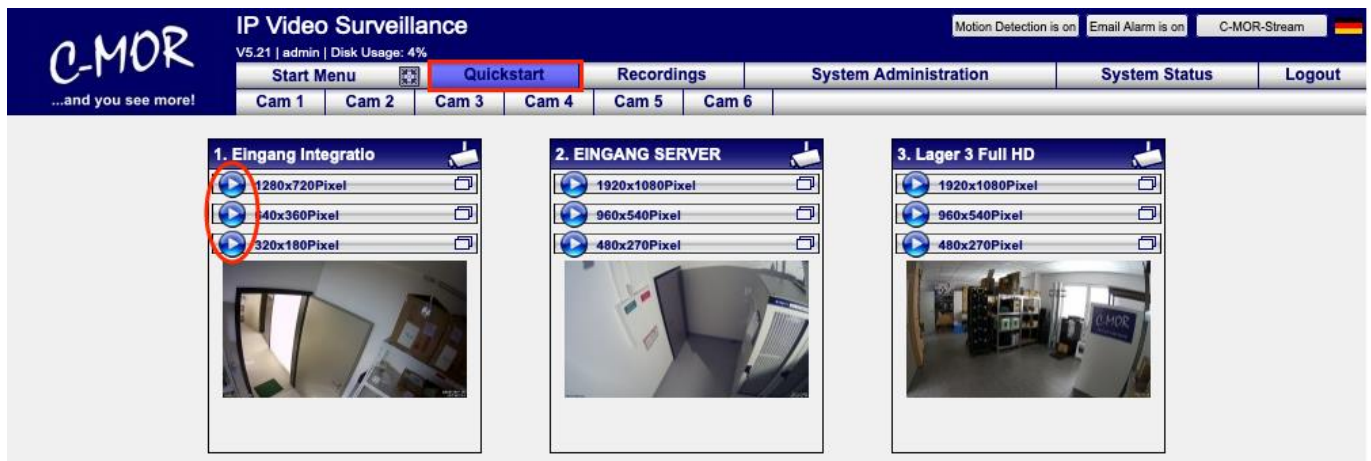 C-MOR
...and you see more!
IP Video Surveillance
V5.21 | admin | Disk Usage: 4%
Motion Detection is on
Email Alarm is on
C-MOR-Stream
Start Menu
Quickstart
Recordings
System Administration
System Status
Logout
Cam 1
Cam 2
Cam 3
Cam 4
Cam 5
Cam 6
1. Eingang Integratio
1280x720Pixel
640x360Pixel
320x180Pixel
2. EINGANG SERVER
1920x1080Pixel
960x540Pixel
480x270Pixel
3. Lager 3 Full HD
1920x1080Pixel
960x540Pixel
480x270Pixel
C-MOR